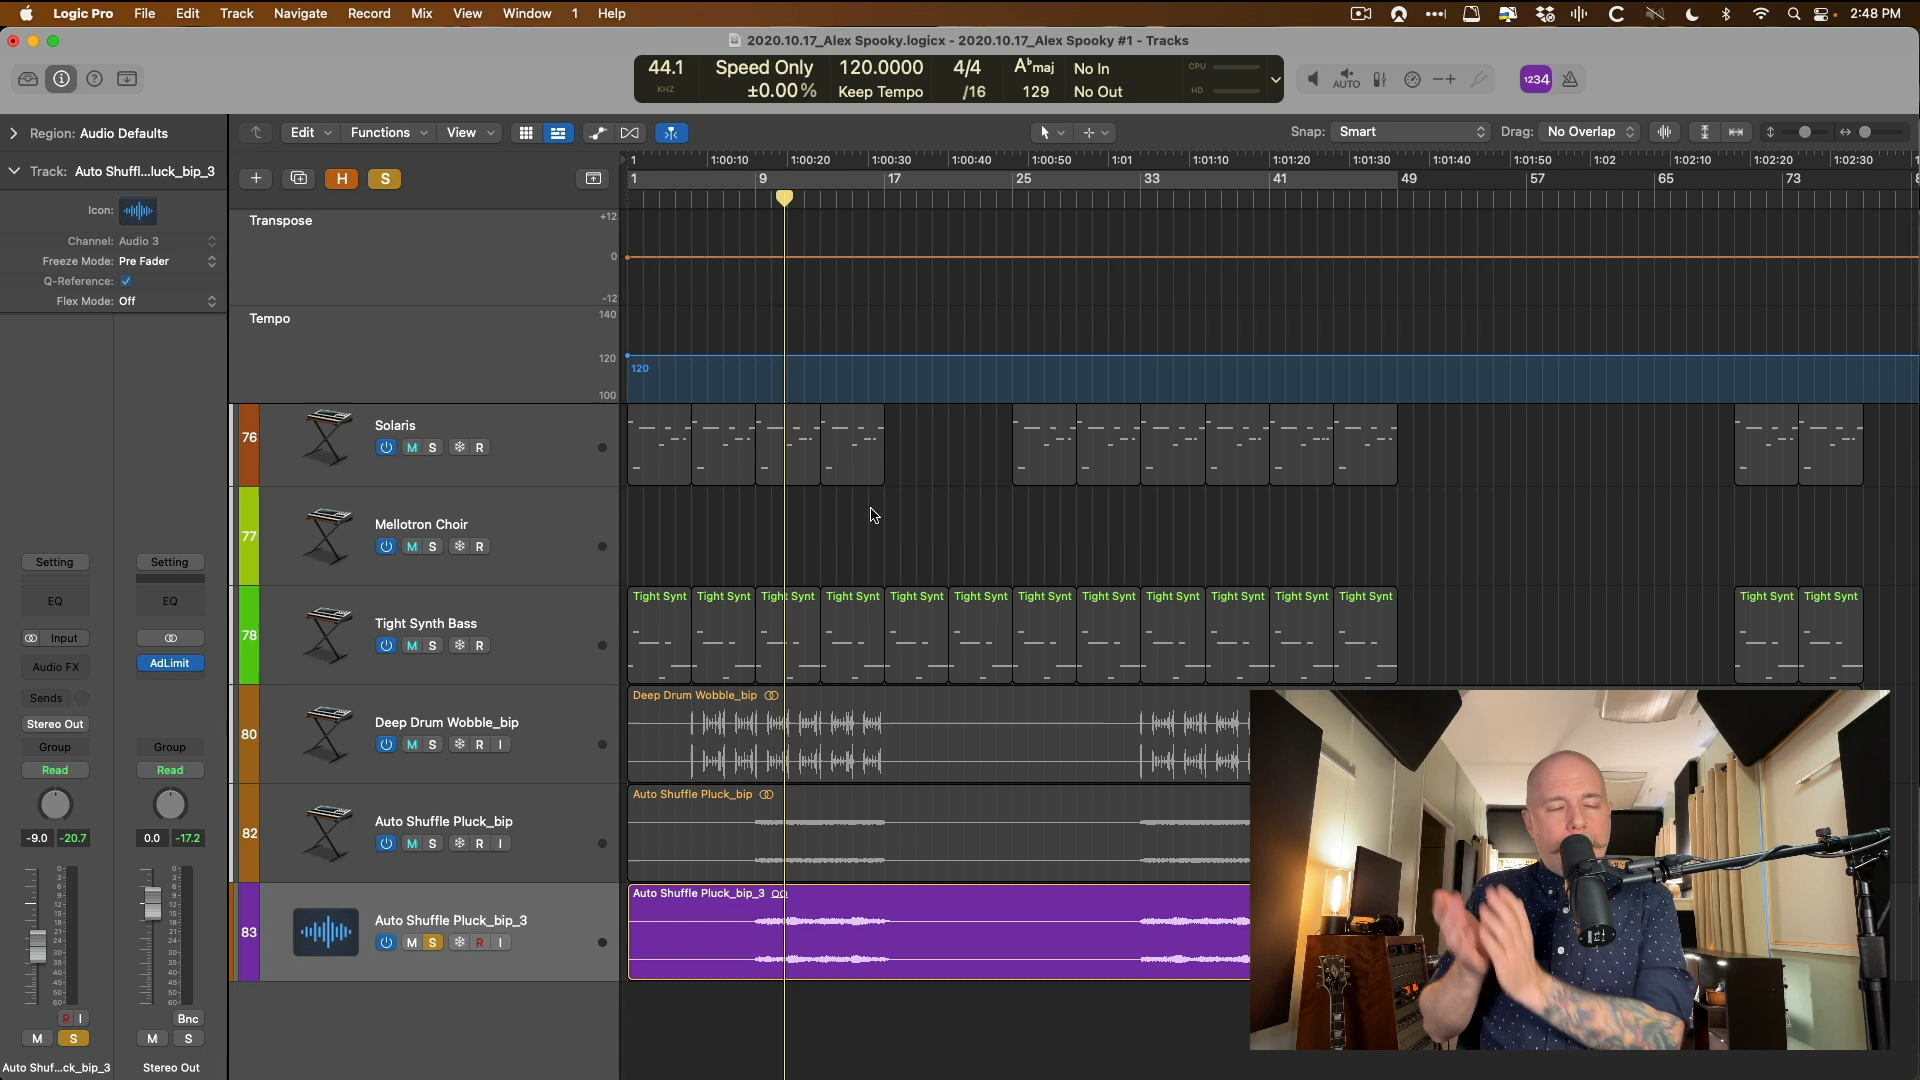 Logic Pro File Edit Track Navigate Record Mix View Window 1 Help 2:48 PM
2020.10.17_Alex Spooky.logicx - 2020.10.17_Alex Spooky #1 - Tracks
44.1 Speed Only 120.0000 4/4 A♭maj No In CPU
KHZ ±0.00% Keep Tempo /16 129 No Out HD
AUTO 1234
Region: Audio Defaults
Edit Functions View Snap: Smart Drag: No Overlap
Track: Auto Shuffl...luck_bip_3
H S
1 1:00:10 1:00:20 1:00:30 1:00:40 1:00:50 1:01 1:01:10 1:01:20 1:01:30 1:01:40 1:01:50 1:02 1:02:10 1:02:20 1:02:30
1 9 17 25 33 41 49 57 65 73
Icon:
Channel: Audio 3
Freeze Mode: Pre Fader
Q-Reference:
Flex Mode: Off
Transpose +12
0
-12
Tempo 140
120
100
120
76 Solaris
M S R
77 Mellotron Choir
M S R
78 Tight Synth Bass
M S R
Tight Synt Tight Synt Tight Synt Tight Synt Tight Synt Tight Synt Tight Synt Tight Synt Tight Synt Tight Synt Tight Synt Tight Synt Tight Synt Tight Synt
80 Deep Drum Wobble_bip
M S R I
Deep Drum Wobble_bip
82 Auto Shuffle Pluck_bip
M S R I
Auto Shuffle Pluck_bip
83 Auto Shuffle Pluck_bip_3
M S R I
Auto Shuffle Pluck_bip_3
Setting Setting
EQ EQ
Input
Audio FX AdLimit
Sends
Stereo Out
Group Group
Read Read
-9.0 -20.7 0.0 -17.2
R I Bnc
M S M S
Auto Shuf...ck_bip_3 Stereo Out